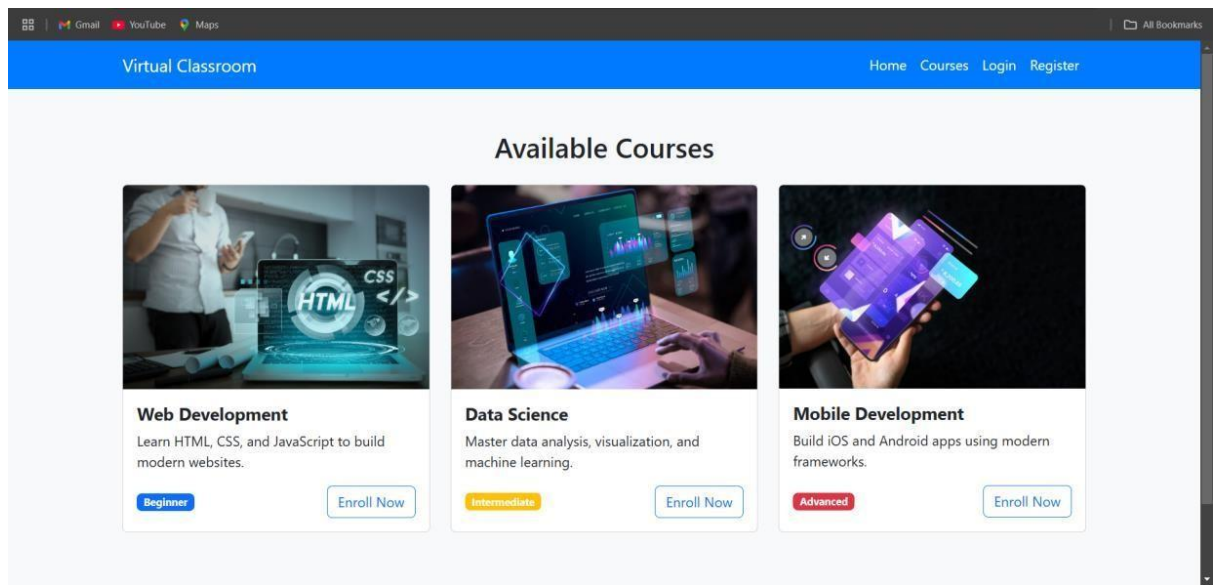 Gmail YouTube Maps All Bookmarks
Virtual Classroom Home Courses Login Register
Available Courses
CSS
HTML
</>
Web Development
Learn HTML, CSS, and JavaScript to build
modern websites.
Beginner Enroll Now
Data Science
Master data analysis, visualization, and
machine learning.
Intermediate Enroll Now
Mobile Development
Build iOS and Android apps using modern
frameworks.
Advanced Enroll Now